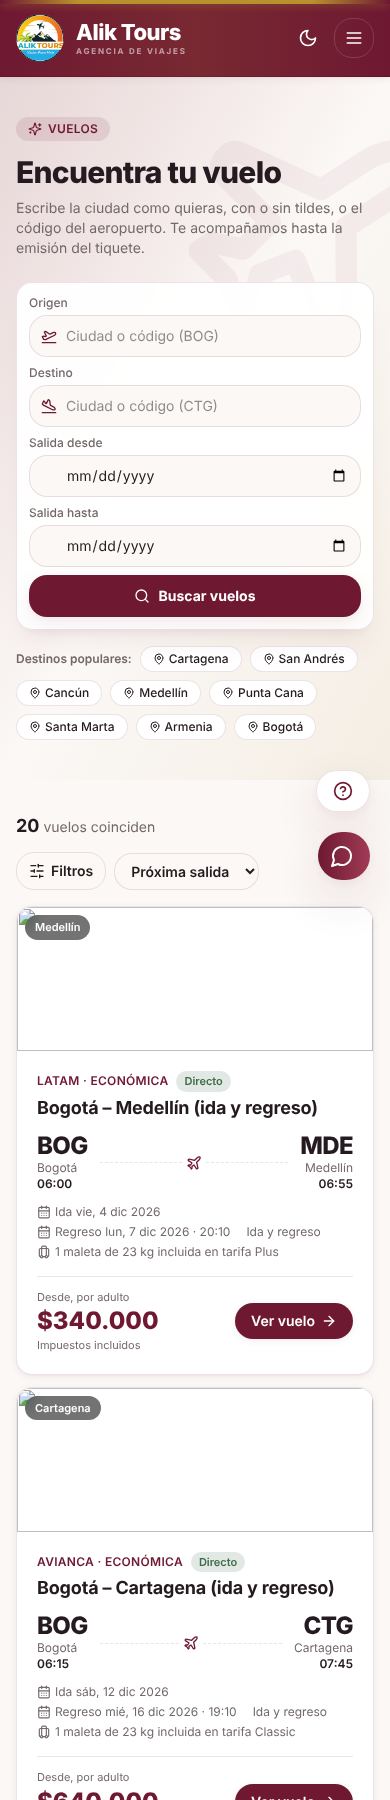 ALIK TOURS
Alik Tours
AGENCIA DE VIAJES
VUELOS
Encuentra tu vuelo
Escribe la ciudad como quieras, con o sin tildes, o el
código del aeropuerto. Te acompañamos hasta la
emisión del tiquete.
Origen
Ciudad o código (BOG)
Destino
Ciudad o código (CTG)
Salida desde
mm/dd/yyyy
Salida hasta
mm/dd/yyyy
Buscar vuelos
Destinos populares: Cartagena San Andrés
Cancún Medellín Punta Cana
Santa Marta Armenia Bogotá
20 vuelos coinciden
Filtros Próxima salida
Medellín
LATAM · ECONÓMICA Directo
Bogotá – Medellín (ida y regreso)
BOG MDE
Bogotá Medellín
06:00 06:55
Ida vie, 4 dic 2026
Regreso lun, 7 dic 2026 · 20:10 Ida y regreso
1 maleta de 23 kg incluida en tarifa Plus
Desde, por adulto
$340.000 Ver vuelo
Impuestos incluidos
Cartagena
AVIANCA · ECONÓMICA Directo
Bogotá – Cartagena (ida y regreso)
BOG CTG
Bogotá Cartagena
06:15 07:45
Ida sáb, 12 dic 2026
Regreso mié, 16 dic 2026 · 19:10 Ida y regreso
1 maleta de 23 kg incluida en tarifa Classic
Desde, por adulto
$640.000 Ver vuelo